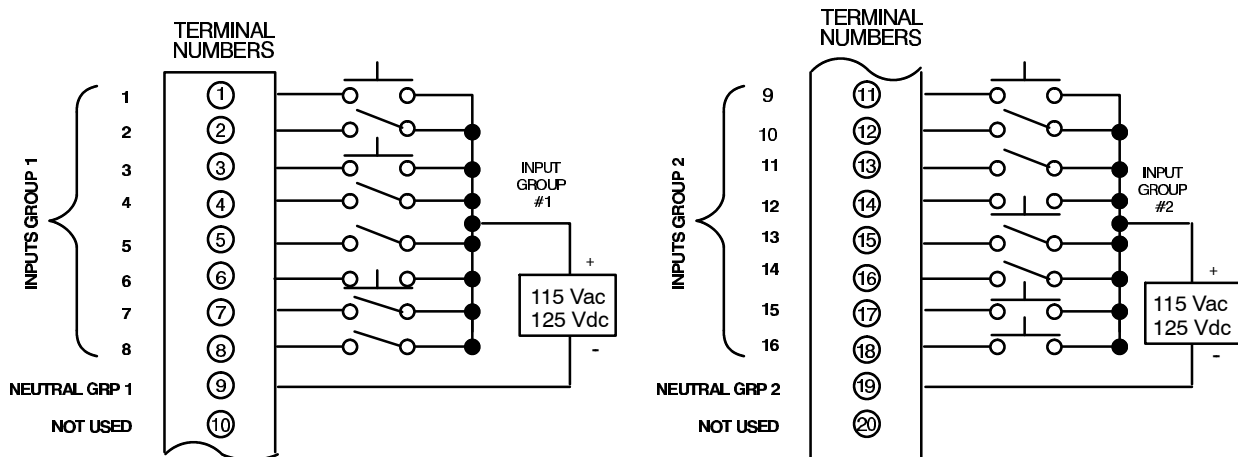 TERMINAL
NUMBERS
INPUTS GROUP 1
1 ①
2 ②
3 ③
4 ④
5 ⑤
6 ⑥
7 ⑦
8 ⑧
NEUTRAL GRP 1 ⑨
NOT USED ⑩
INPUT
GROUP
#1
+
115 Vac
125 Vdc
-
TERMINAL
NUMBERS
INPUTS GROUP 2
9 ⑪
10 ⑫
11 ⑬
12 ⑭
13 ⑮
14 ⑯
15 ⑰
16 ⑱
NEUTRAL GRP 2 ⑲
NOT USED ⑳
INPUT
GROUP
#2
+
115 Vac
125 Vdc
-